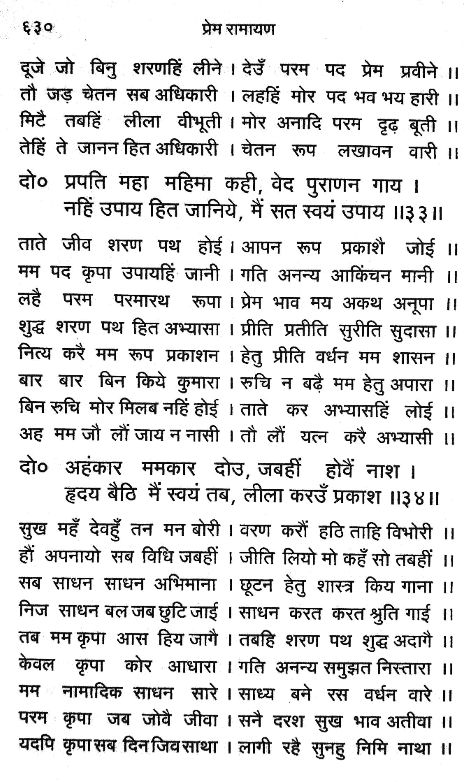 ६३० प्रेम रामायण
दूजे जो बिनु शरणहिं लीने । देउँ परम पद प्रेम प्रवीने ।।
तौ जड़ चेतन सब अधिकारी । लहहिं मोर पद भव भय हारी ।।
मिटै तबहिं लीला वीभूती । मोर अनादि परम दृढ़ बूती ।।
तेहिं ते जानन हित अधिकारी । चेतन रूप लखावन वारी ।।
दो० प्रपति महा महिमा कही, वेद पुराणन गाय ।
नहिं उपाय हित जानिये, मैं सत स्वयं उपाय ।।३३।।
ताते जीव शरण पथ होई । आपन रूप प्रकाशै जोई ।।
मम पद कृपा उपायहिं जानी । गति अनन्य आकिंचन मानी ।।
लहै परम परमारथ रूपा । प्रेम भाव मय अकथ अनूपा ।।
शुद्ध शरण पथ हित अभ्यासा । प्रीति प्रतीति सुरीति सुदासा ।।
नित्य करै मम रूप प्रकाशन । हेतु प्रीति वर्धन मम शासन ।।
बार बार बिन किये कुमारा । रुचि न बढ़ै मम हेतु अपारा ।।
बिन रुचि मोर मिलब नहिं होई । ताते कर अभ्यासहिं लोई ।।
अह मम जौ लौं जाय न नासी । तौ लौं यत्न करै अभ्यासी ।।
दो० अहंकार ममकार दोउ, जबहीं होवैं नाश ।
हृदय बैठि मैं स्वयं तब, लीला करउँ प्रकाश ।।३४।।
सुख महँ देवहुँ तन मन बोरी । वरण करौं हठि ताहि विभोरी ।।
हौं अपनायो सब विधि जबहीं । जीति लियो मो कहँ सो तबहीं ।।
सब साधन साधन अभिमाना । छूटन हेतु शास्त्र किय गाना ।।
निज साधन बल जब छुटि जाई । साधन करत करत श्रुति गाई ।।
तब मम कृपा आस हिय जागै । तबहि शरण पथ शुद्ध अदागै ।।
केवल कृपा कोर आधारा । गति अनन्य समुझत निस्तारा ।।
मम नामादिक साधन सारे । साध्य बने रस वर्धन वारे ।।
परम कृपा जब जोवै जीवा । सनै दरश सुख भाव अतीवा ।।
यदपि कृपा सब दिन जिव साथा । लागी रहै सुनहु निमि नाथा ।।